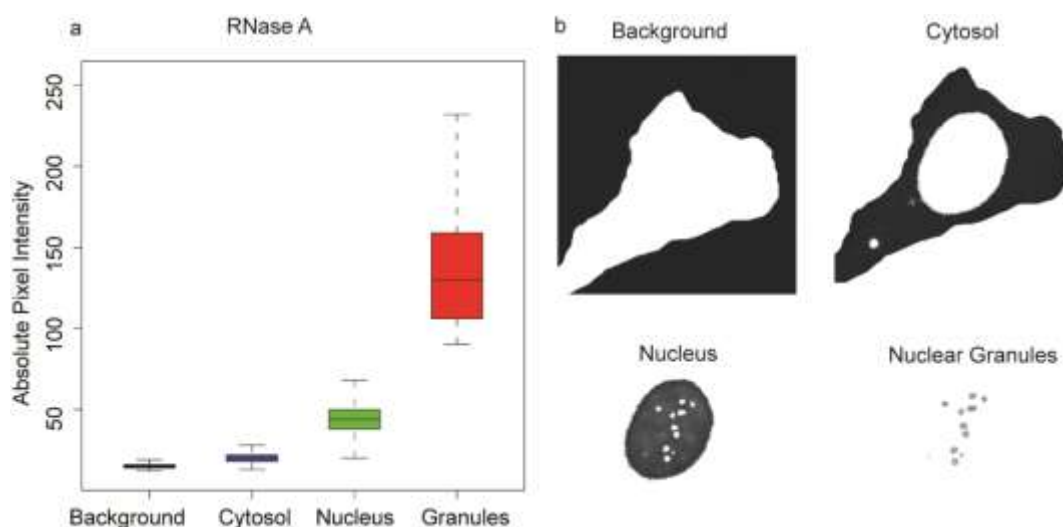 a
RNase A
250
200
150
100
50
Absolute Pixel Intensity
Background Cytosol Nucleus Granules
b
Background
Cytosol
Nucleus
Nuclear Granules